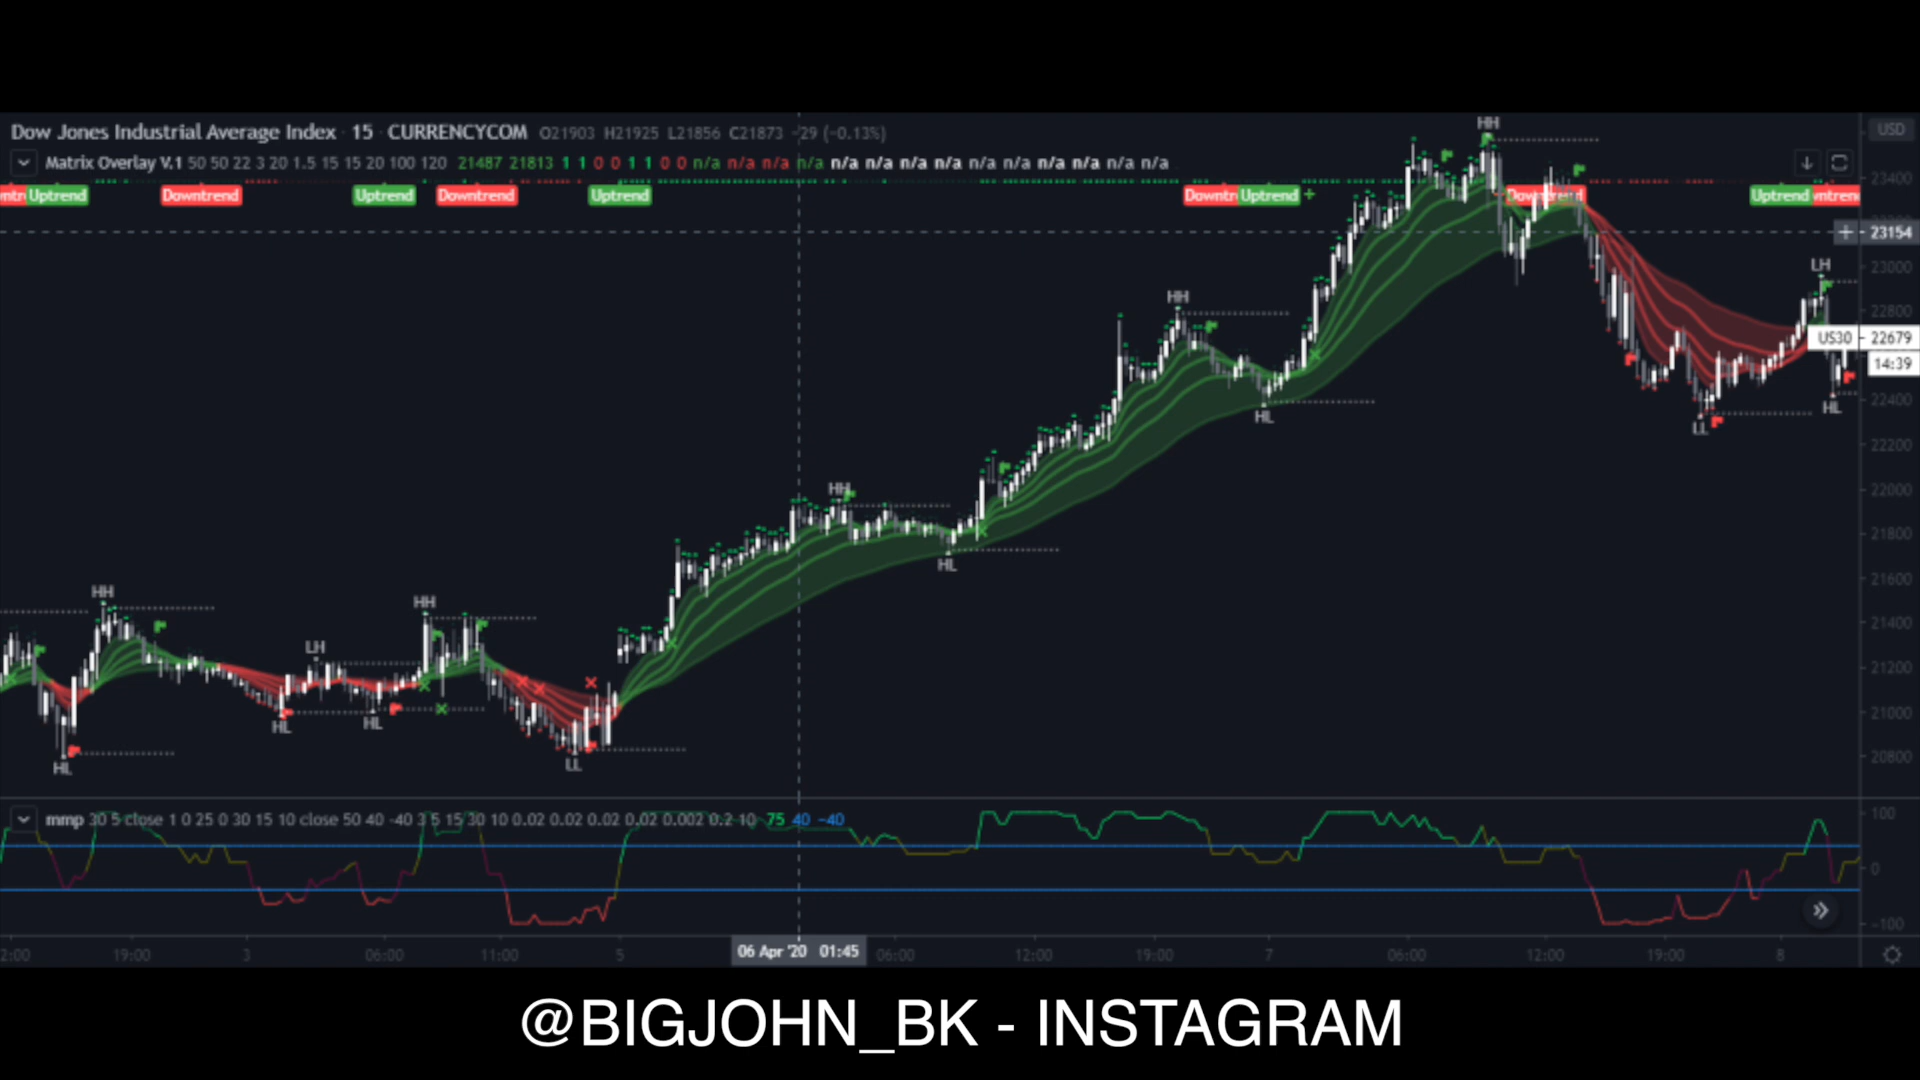 Dow Jones Industrial Average Index · 15 · CURRENCYCOM O21903 H21925 L21856 C21873 −29 (−0.13%)
USD
Matrix Overlay V.1 50 50 22 3 20 1.5 15 15 20 100 120 21487 21813 1 1 0 0 1 1 0 0 n/a n/a n/a n/a n/a n/a n/a n/a n/a n/a n/a n/a n/a n/a
Uptrend Downtrend Uptrend Downtrend Uptrend Downtr Uptrend + Downtrend Uptrend wntrend
HH
23400
+ 23154
LH
23000
HH
22800
US30 22679
14:39
HL
22400
HL
LL
22200
HH
22000
21800
HL
21600
HH
HH
21400
LH
21200
HL
HL
21000
HL
LL
20800
mmp 30 5 close 1 0 25 0 30 15 10 close 50 40 -40 3 5 15 30 10 0.02 0.02 0.02 0.02 0.002 0.2 10 75 40 −40
100
0
-100
2:00 19:00 3 06:00 11:00 5 06 Apr '20 01:45 06:00 12:00 19:00 7 06:00 12:00 19:00 8
@BIGJOHN_BK - INSTAGRAM